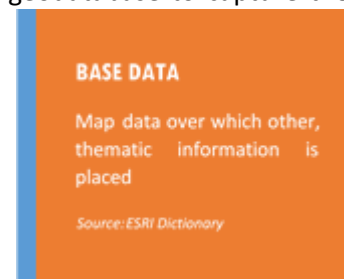 BASE DATA
Map data over which other,
thematic information is
placed
Source: ESRI Dictionary